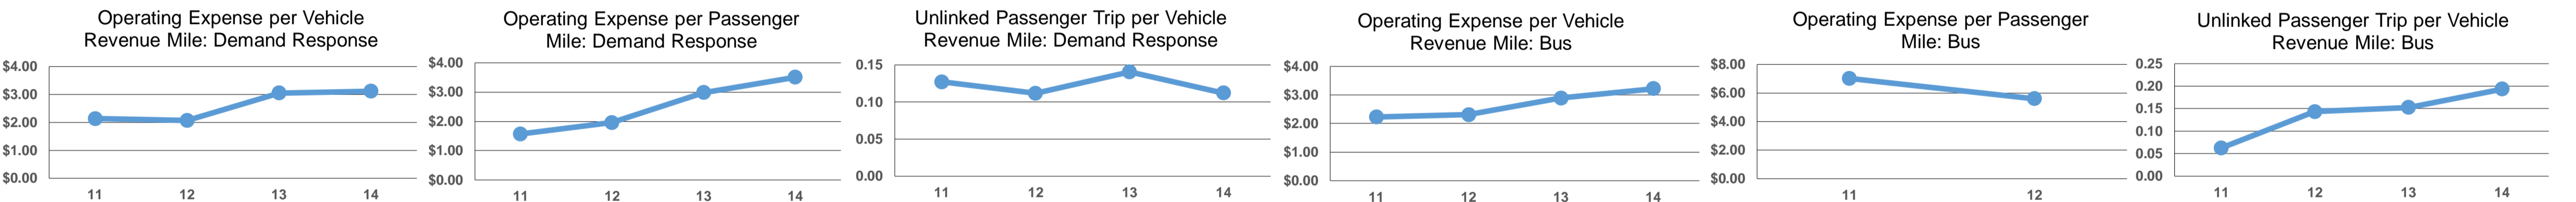 Operating Expense per Vehicle
Revenue Mile: Demand Response
$4.00
$3.00
$2.00
$1.00
$0.00
11 12 13 14
Operating Expense per Passenger
Mile: Demand Response
$4.00
$3.00
$2.00
$1.00
$0.00
11 12 13 14
Unlinked Passenger Trip per Vehicle
Revenue Mile: Demand Response
0.15
0.10
0.05
0.00
11 12 13 14
Operating Expense per Vehicle
Revenue Mile: Bus
$4.00
$3.00
$2.00
$1.00
$0.00
11 12 13 14
Operating Expense per Passenger
Mile: Bus
$8.00
$6.00
$4.00
$2.00
$0.00
11 12
Unlinked Passenger Trip per Vehicle
Revenue Mile: Bus
0.25
0.20
0.15
0.10
0.05
0.00
11 12 13 14